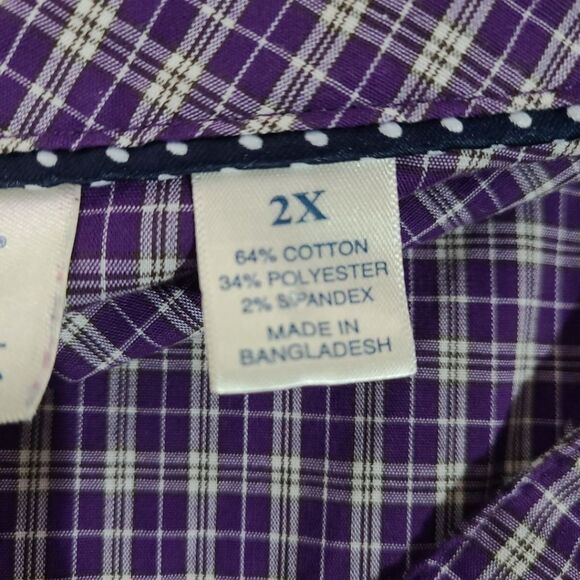 2X
64% COTTON
34% POLYESTER
2% SPANDEX
MADE IN
BANGLADESH
®